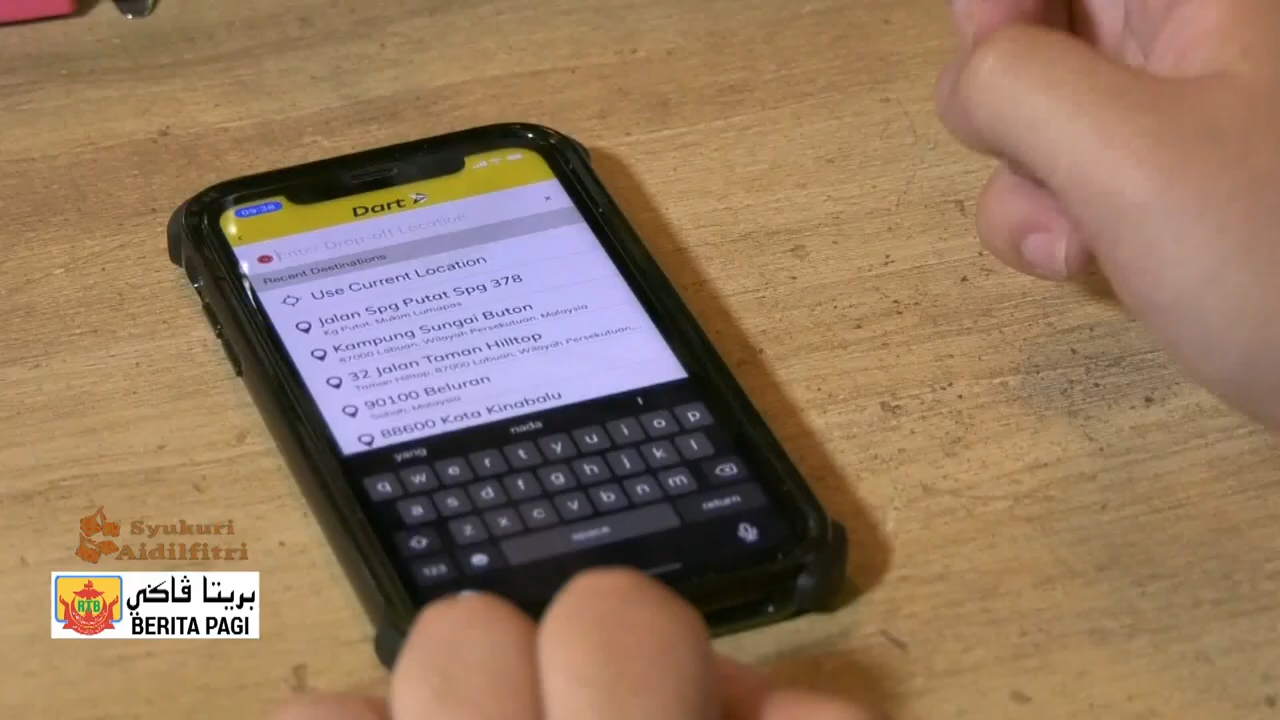 09:38
Dart
Enter Drop-off Location
Recent Destinations
Use Current Location
Jalan Spg Putat Spg 378
Kg Putat, Mukim Lumapas
Kampung Sungai Buton
87000 Labuan, Wilayah Persekutuan, Malaysia
32 Jalan Taman Hilltop
Taman Hilltop, 87000 Labuan, Wilayah Persekutuan,...
90100 Beluran
Sabah, Malaysia
88600 Kota Kinabalu
yang nada I
q w e r t y u i o p
a s d f g h j k l
z x c v b n m
123 space return
Syukuri
Aidilfitri
RTB
بريتا ڤاݢي
BERITA PAGI